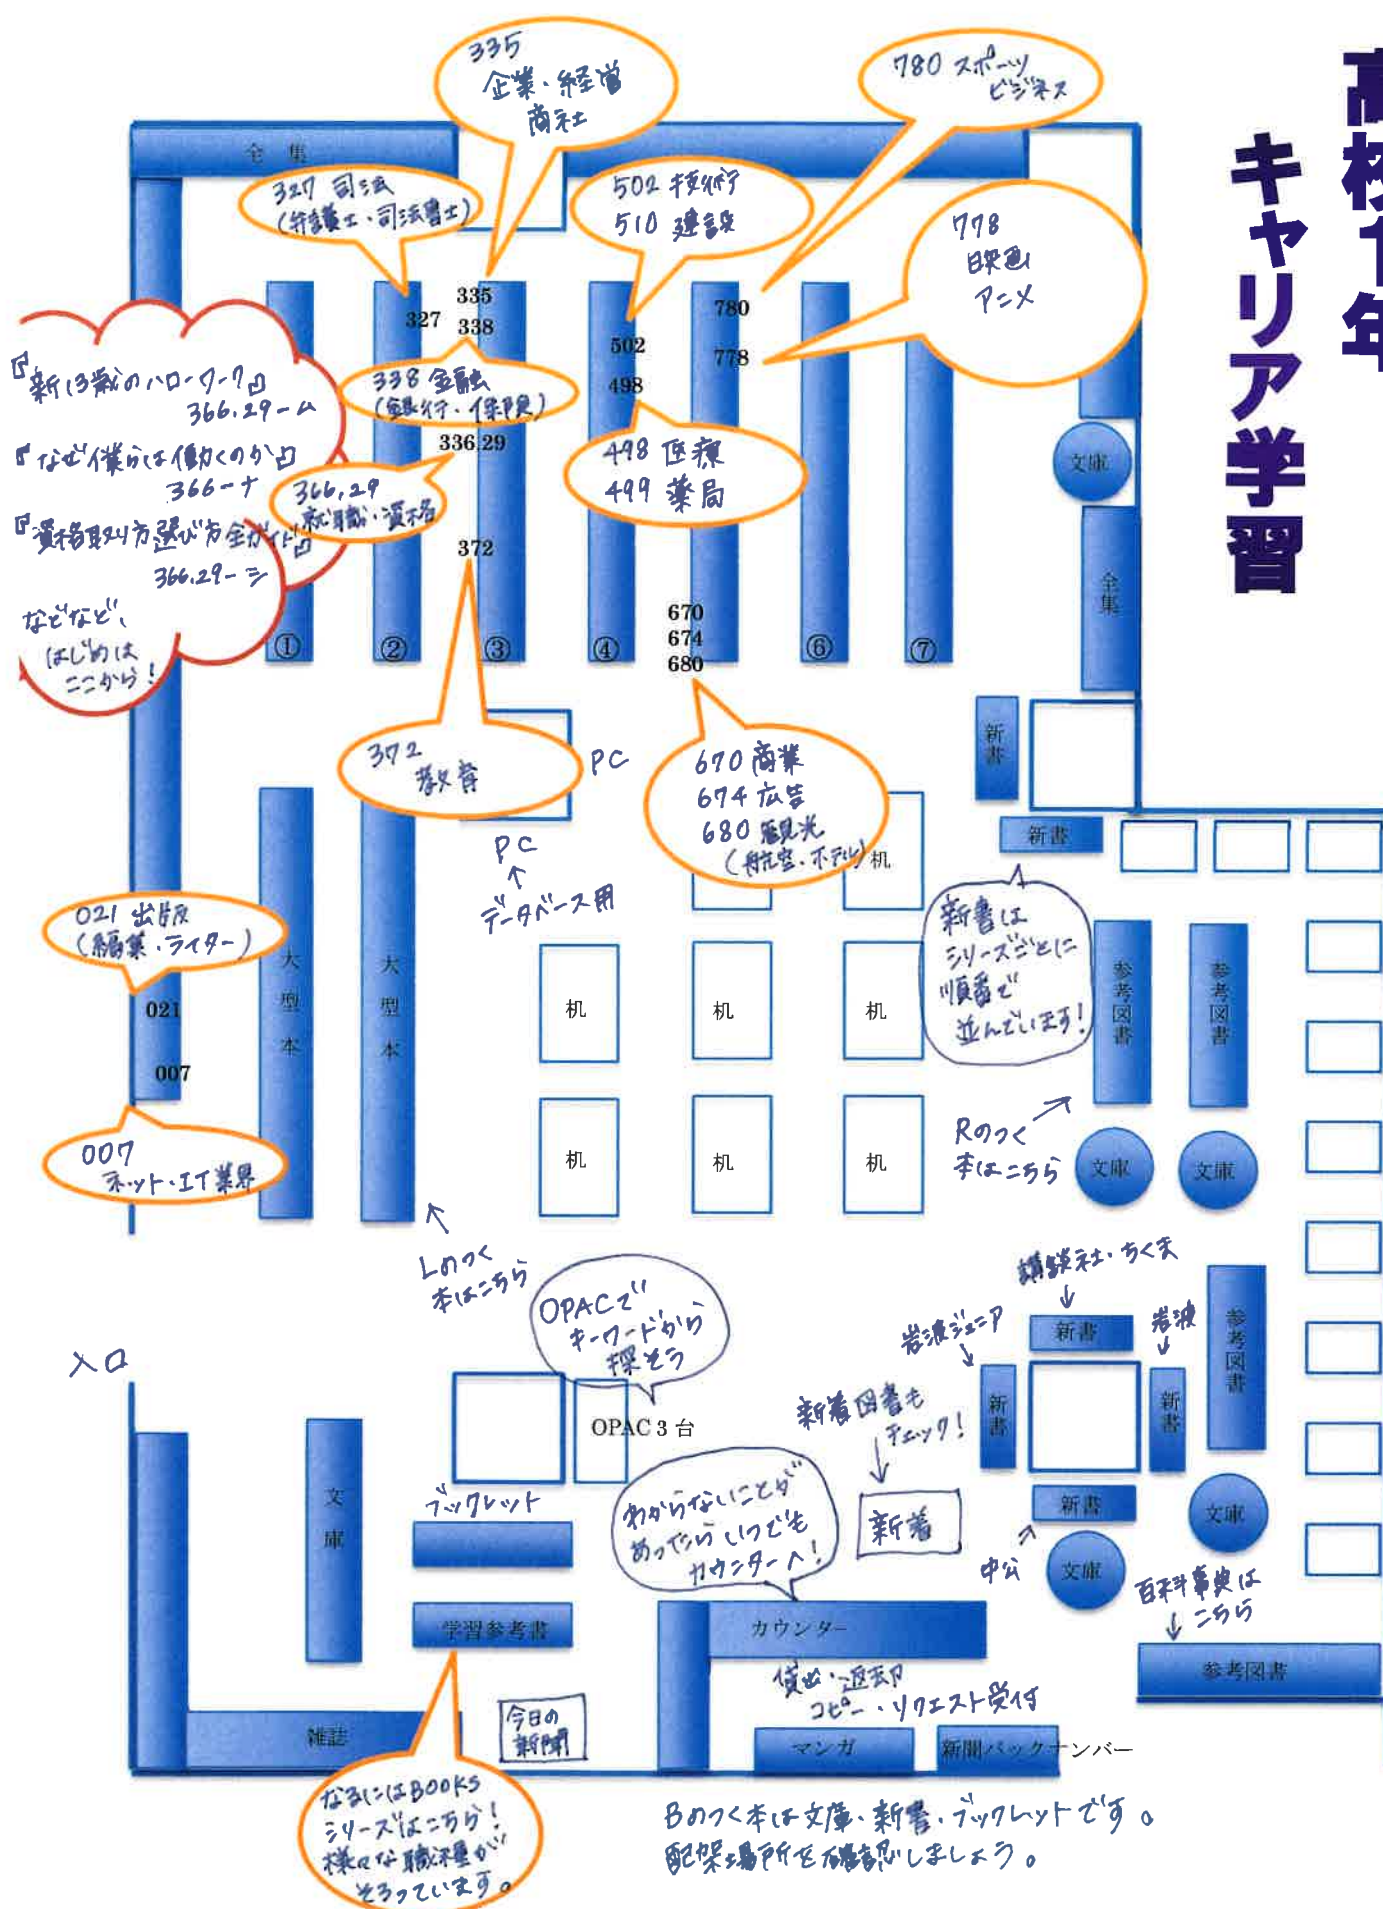 高校1年
キャリア学習
335
企業・経営
商社
780 スポーツ
ビジネス
全 集
327 司法
(弁護士・司法書士)
502 技術
510 建設
778
映画
アニメ
335
327
338
780
502
778
498
『新13歳のハローワーク』
366.29-ム
『なぜ僕らは働くのか』
366-ナ
『資格取り方選び方全ガイド』
366.29-シ
などなど、
はじめは
ここから!
338 金融
(銀行・保険)
336.29
366.29
就職・資格
498 医療
499 薬局
文庫
372
全集
670
674
680
①
②
③
④
⑥
⑦
372
教育
PC
670 商業
674 広告
680 観光
(航空・ホテル)
新書
新書
PC
↑
データベース用
机
021 出版
(編集・ライター)
021
007
007
ネット・IT業界
大型本
大型本
机
机
机
机
机
机
新書は
シリーズごとに
順番で
並んでいます!
参考図書
参考図書
Rのつく
本はこちら
文庫
文庫
Lのつく
本はこちら
OPACで
キーワードから
探そう
OPAC 3 台
入口
講談社・ちくま
新書
岩波ジュニア
新書
岩波
新書
参考図書
新書
中公
文庫
文庫
新着図書も
チェック!
新着
文庫
ブックレット
学習参考書
わからないことが
あったらいつでも
カウンターへ!
カウンター
貸出・返却
コピー・リクエスト受付
百科事典は
こちら
参考図書
雑誌
今日の
新聞
マンガ
新聞バックナンバー
なるにはBOOKS
シリーズはこちら!
様々な職種が
そろっています。
Bのつく本は文庫・新書・ブックレットです。
配架場所を確認しましょう。